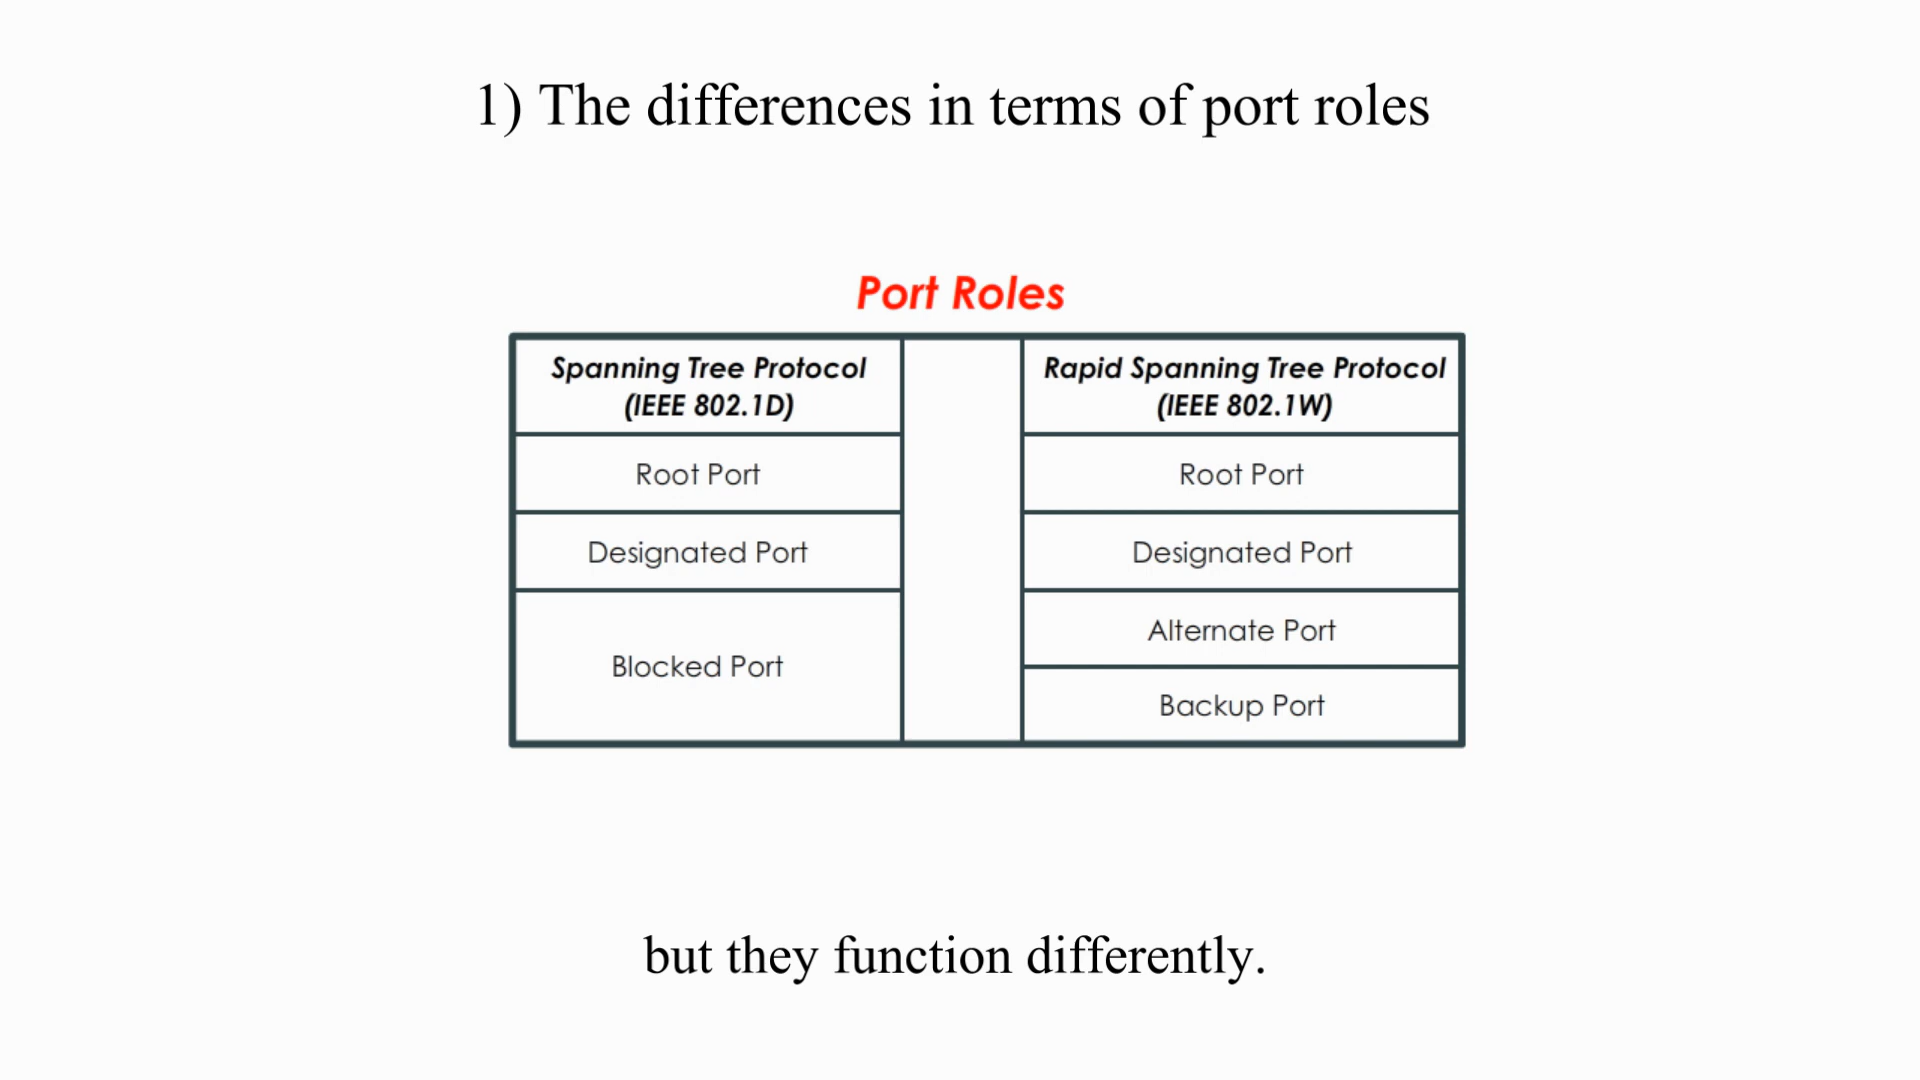 1) The differences in terms of port roles
Port Roles
Spanning Tree Protocol
(IEEE 802.1D)
Rapid Spanning Tree Protocol
(IEEE 802.1W)
Root Port
Root Port
Designated Port
Designated Port
Blocked Port
Alternate Port
Backup Port
but they function differently.